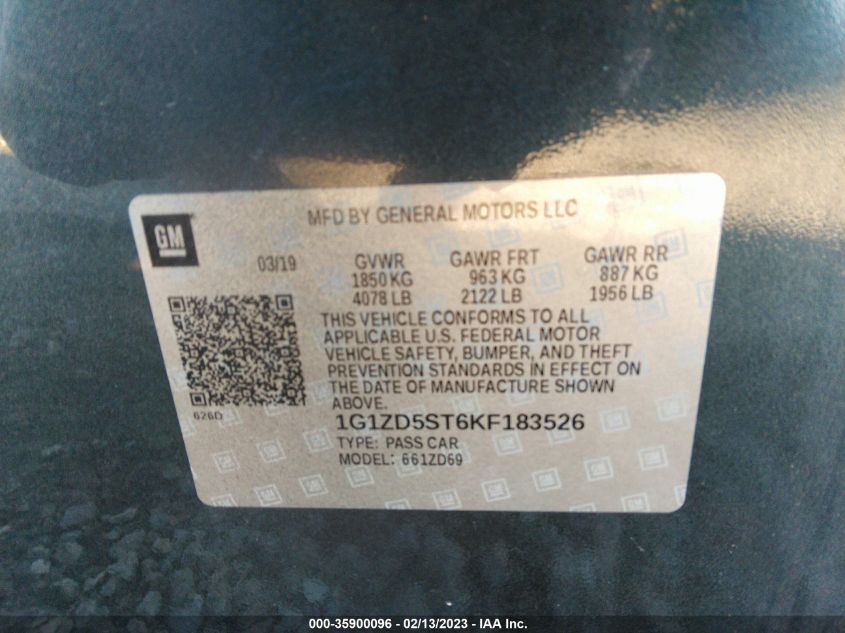 MFD BY GENERAL MOTORS LLC
GM
03/19
GVWR GAWR FRT GAWR RR
1850 KG 963 KG 887 KG
4078 LB 2122 LB 1956 LB
THIS VEHICLE CONFORMS TO ALL
APPLICABLE U.S. FEDERAL MOTOR
VEHICLE SAFETY, BUMPER, AND THEFT
PREVENTION STANDARDS IN EFFECT ON
THE DATE OF MANUFACTURE SHOWN
ABOVE.
626D
1G1ZD5ST6KF183526
TYPE: PASS CAR
MODEL: 661ZD69
000-35900096 - 02/13/2023 - IAA Inc.